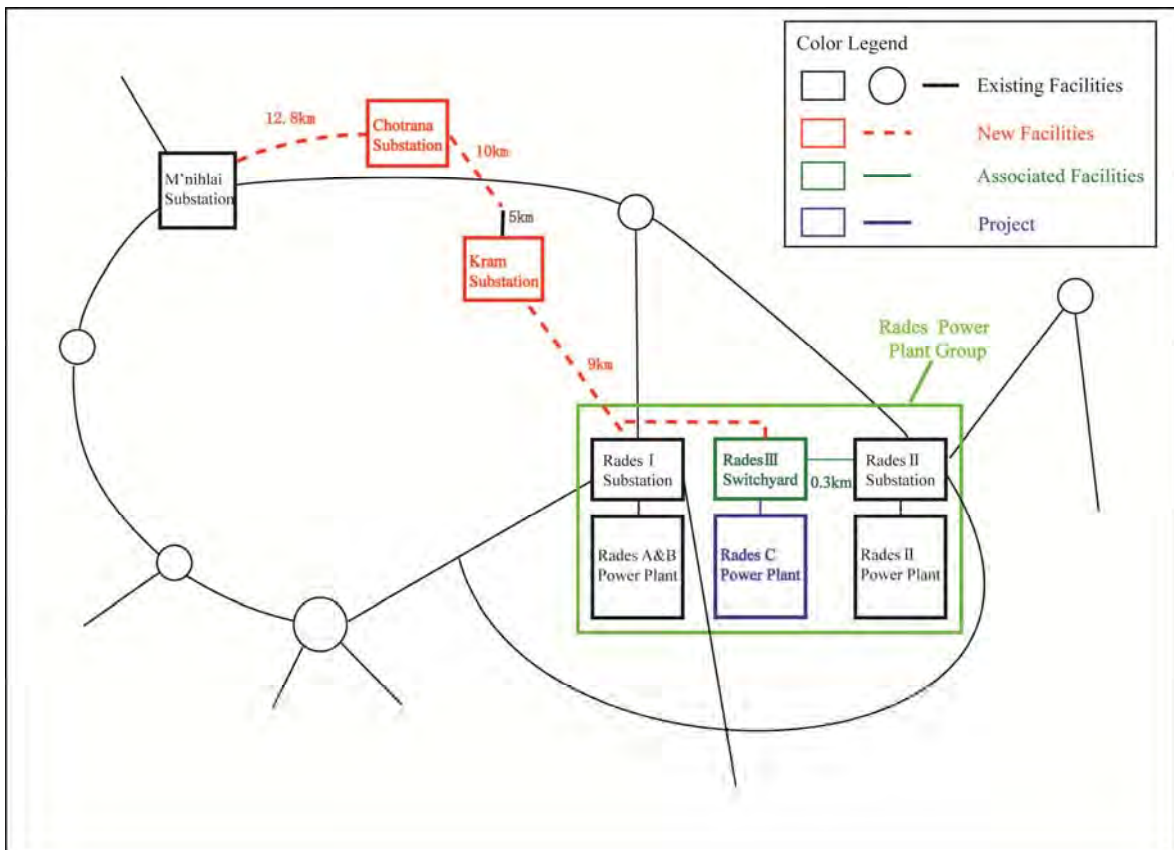 Color Legend
Existing Facilities
New Facilities
Associated Facilities
Project
12.8km
Chotrana
Substation
10km
M'nihlai
Substation
5km
Kram
Substation
9km
Rades Power
Plant Group
Rades I
Substation
RadesⅢ
Switchyard
0.3km
Rades Ⅱ
Substation
Rades A&B
Power Plant
Rades C
Power Plant
Rades Ⅱ
Power Plant